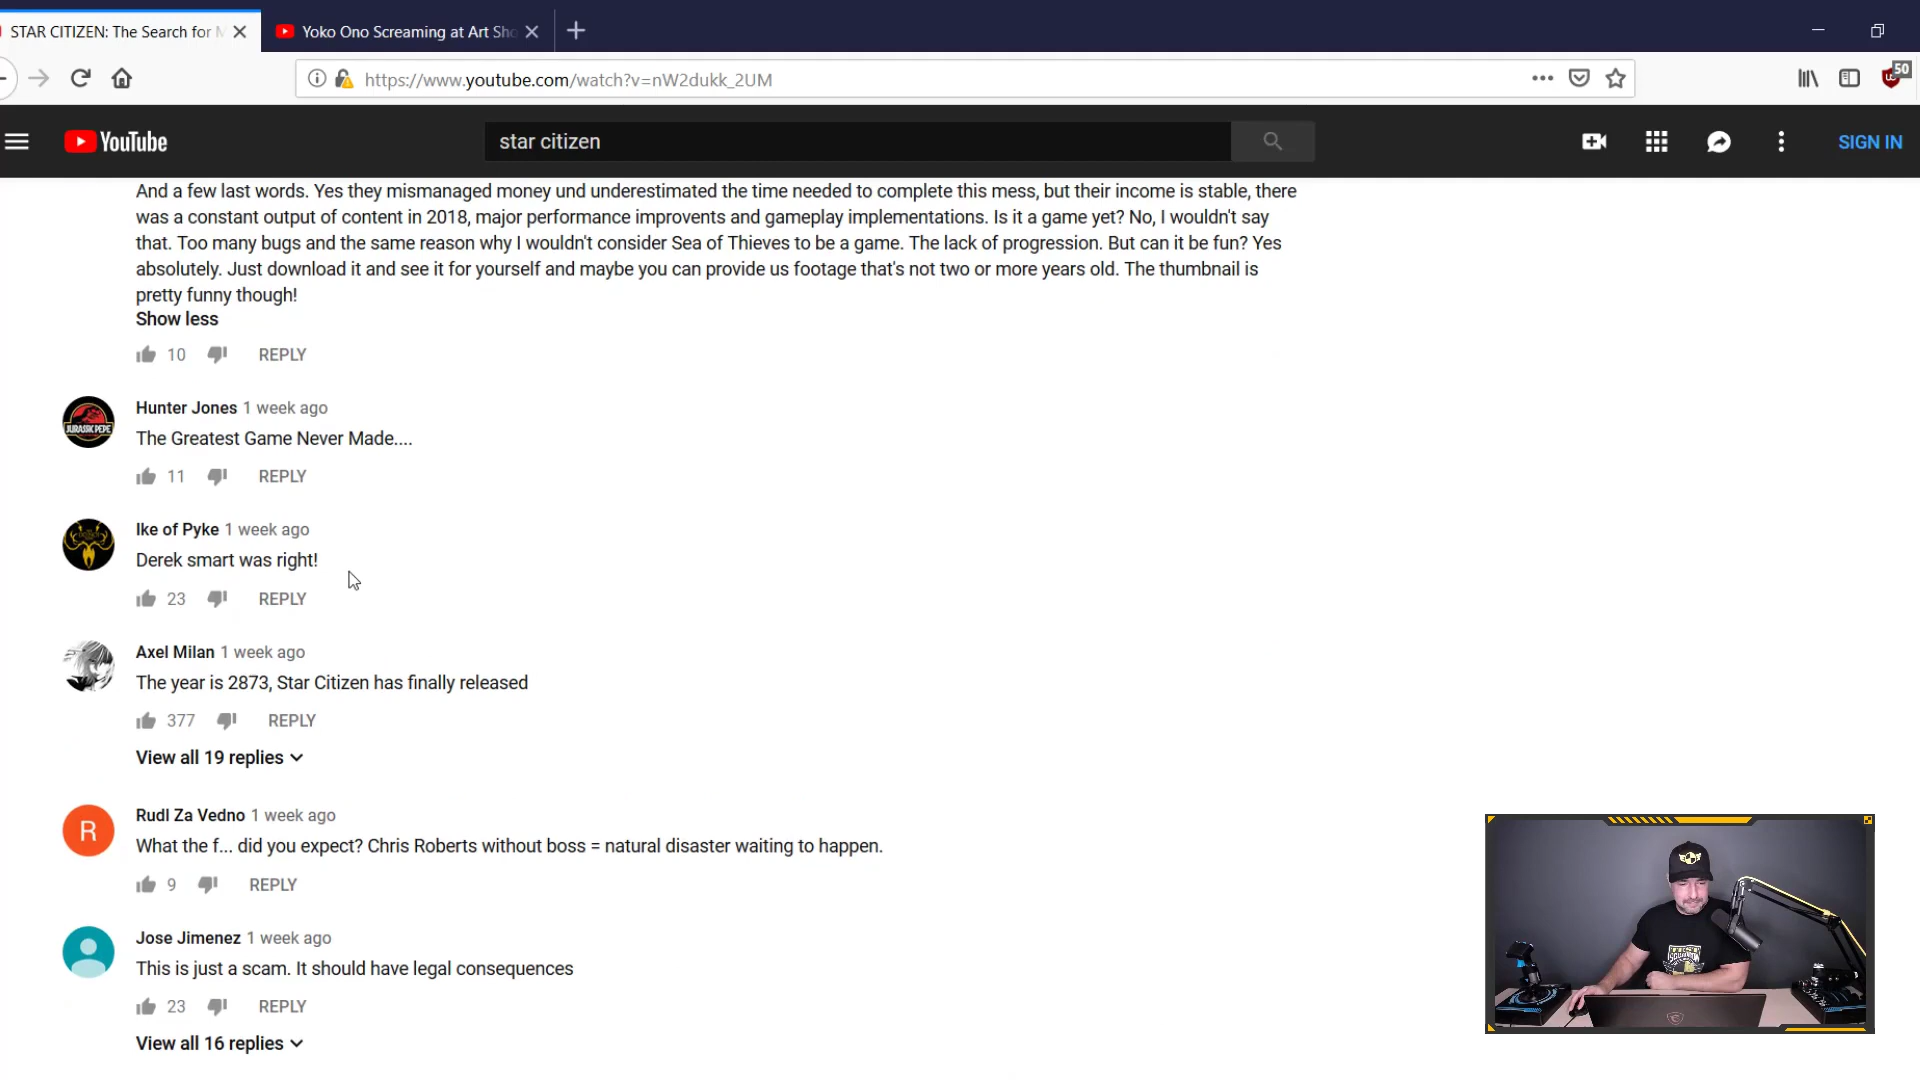 STAR CITIZEN: The Search for M
Yoko Ono Screaming at Art Sho
https://www.youtube.com/watch?v=nW2dukk_2UM
50
YouTube
star citizen
SIGN IN
And a few last words. Yes they mismanaged money und underestimated the time needed to complete this mess, but their income is stable, there
was a constant output of content in 2018, major performance improvents and gameplay implementations. Is it a game yet? No, I wouldn't say
that. Too many bugs and the same reason why I wouldn't consider Sea of Thieves to be a game. The lack of progression. But can it be fun? Yes
absolutely. Just download it and see it for yourself and maybe you can provide us footage that's not two or more years old. The thumbnail is
pretty funny though!
Show less
10 REPLY
Hunter Jones 1 week ago
JURASSIK PEPE
The Greatest Game Never Made....
11 REPLY
Ike of Pyke 1 week ago
Derek smart was right!
23 REPLY
Axel Milan 1 week ago
The year is 2873, Star Citizen has finally released
377 REPLY
View all 19 replies
Rudl Za Vedno 1 week ago
R
What the f... did you expect? Chris Roberts without boss = natural disaster waiting to happen.
9 REPLY
Jose Jimenez 1 week ago
This is just a scam. It should have legal consequences
23 REPLY
View all 16 replies